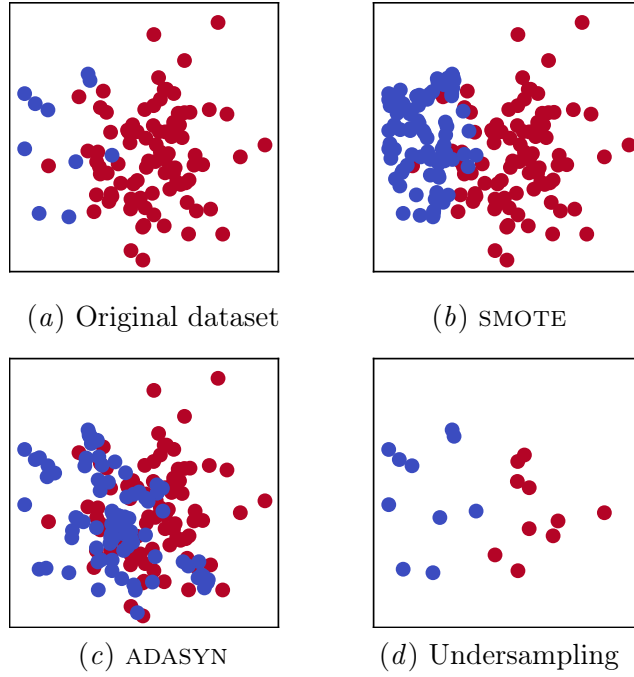 (a) Original dataset
(b) SMOTE
(c) ADASYN
(d) Undersampling